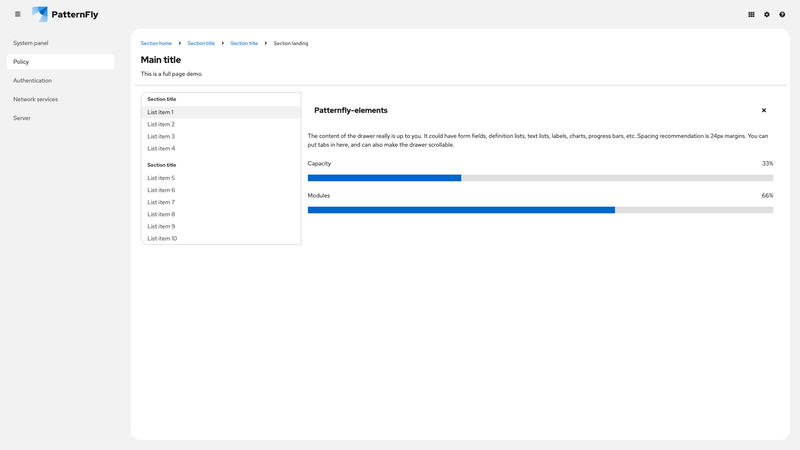 PatternFly
System panel
Policy
Authentication
Network services
Server
Section home > Section title > Section title > Section landing
Main title
This is a full page demo.
Section title
List item 1
List item 2
List item 3
List item 4
Section title
List item 5
List item 6
List item 7
List item 8
List item 9
List item 10
Patternfly-elements
The content of the drawer really is up to you. It could have form fields, definition lists, text lists, labels, charts, progress bars, etc. Spacing recommendation is 24px margins. You can
put tabs in here, and can also make the drawer scrollable.
Capacity 33%
Modules 66%